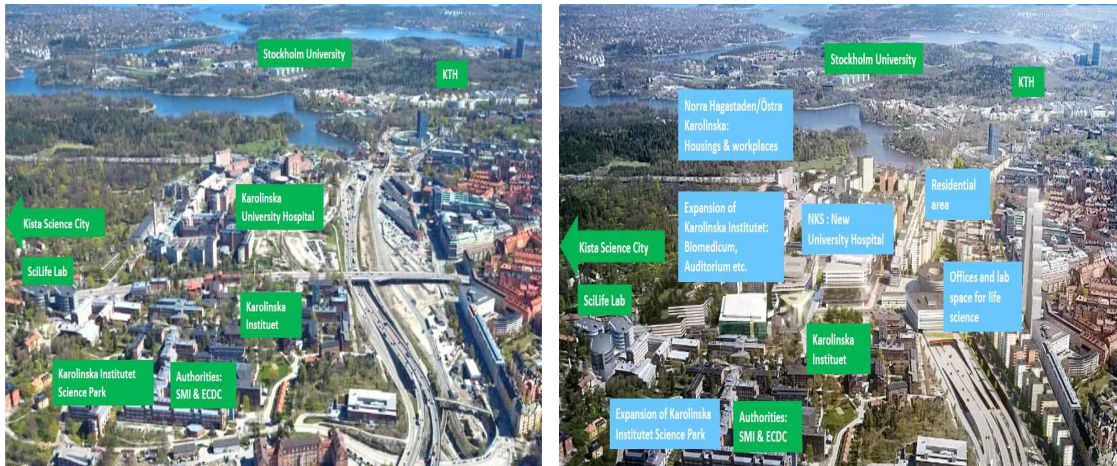 Stockholm University
KTH
Karolinska
University Hospital
Kista Science City
SciLife Lab
Karolinska
Instituet
Karolinska Institutet
Science Park
Authorities:
SMI & ECDC
Stockholm University
KTH
Norra Hagastaden/Östra
Karolinska:
Housings & workplaces
Residential
area
Expansion of
Karolinska Institutet:
Biomedicum,
Auditorium etc.
NKS : New
University Hospital
Kista Science City
Offices and lab
space for life
science
SciLife Lab
Karolinska
Instituet
Expansion of Karolinska
Institutet Science Park
Authorities:
SMI & ECDC